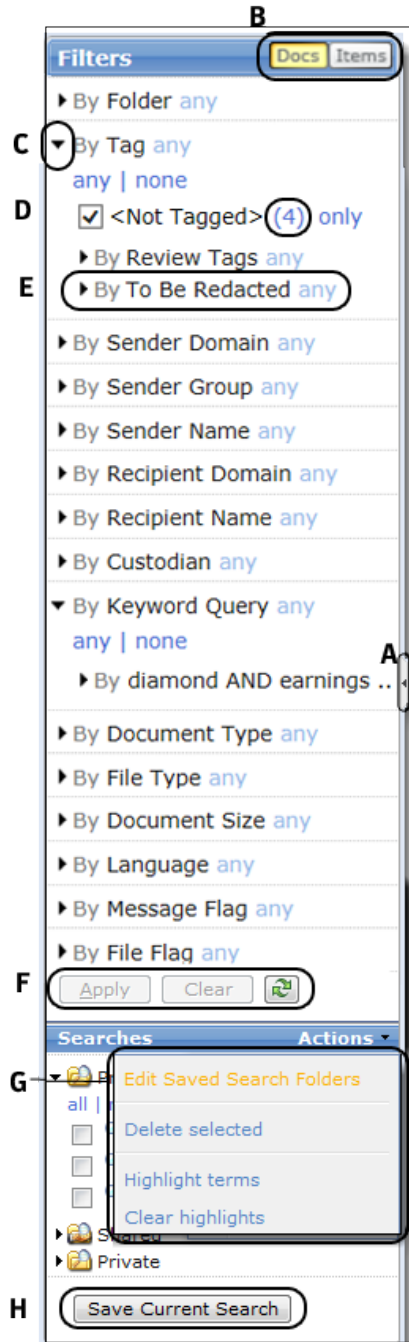 B
Filters Docs Items
By Folder any
C By Tag any
any | none
D <Not Tagged> (4) only
By Review Tags any
E By To Be Redacted any
By Sender Domain any
By Sender Group any
By Sender Name any
By Recipient Domain any
By Recipient Name any
By Custodian any
By Keyword Query any
any | none
A
By diamond AND earnings ..
By Document Type any
By File Type any
By Document Size any
By Language any
By Message Flag any
By File Flag any
F Apply Clear
Searches Actions
G Edit Saved Search Folders
all |
Delete selected
Highlight terms
Clear highlights
Shared
Private
H Save Current Search